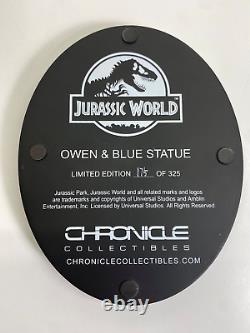 JURASSIC WORLD
OWEN & BLUE STATUE
LIMITED EDITION 175 OF 325
Jurassic Park, Jurassic World and all related marks and logos
are trademarks and copyrights of Universal Studios and Amblin
Entertainment, Inc. Licensed by Universal Studios. All Rights Reserved
CHRONICLE
COLLECTIBLES
CHRONICLECOLLECTIBLES.COM